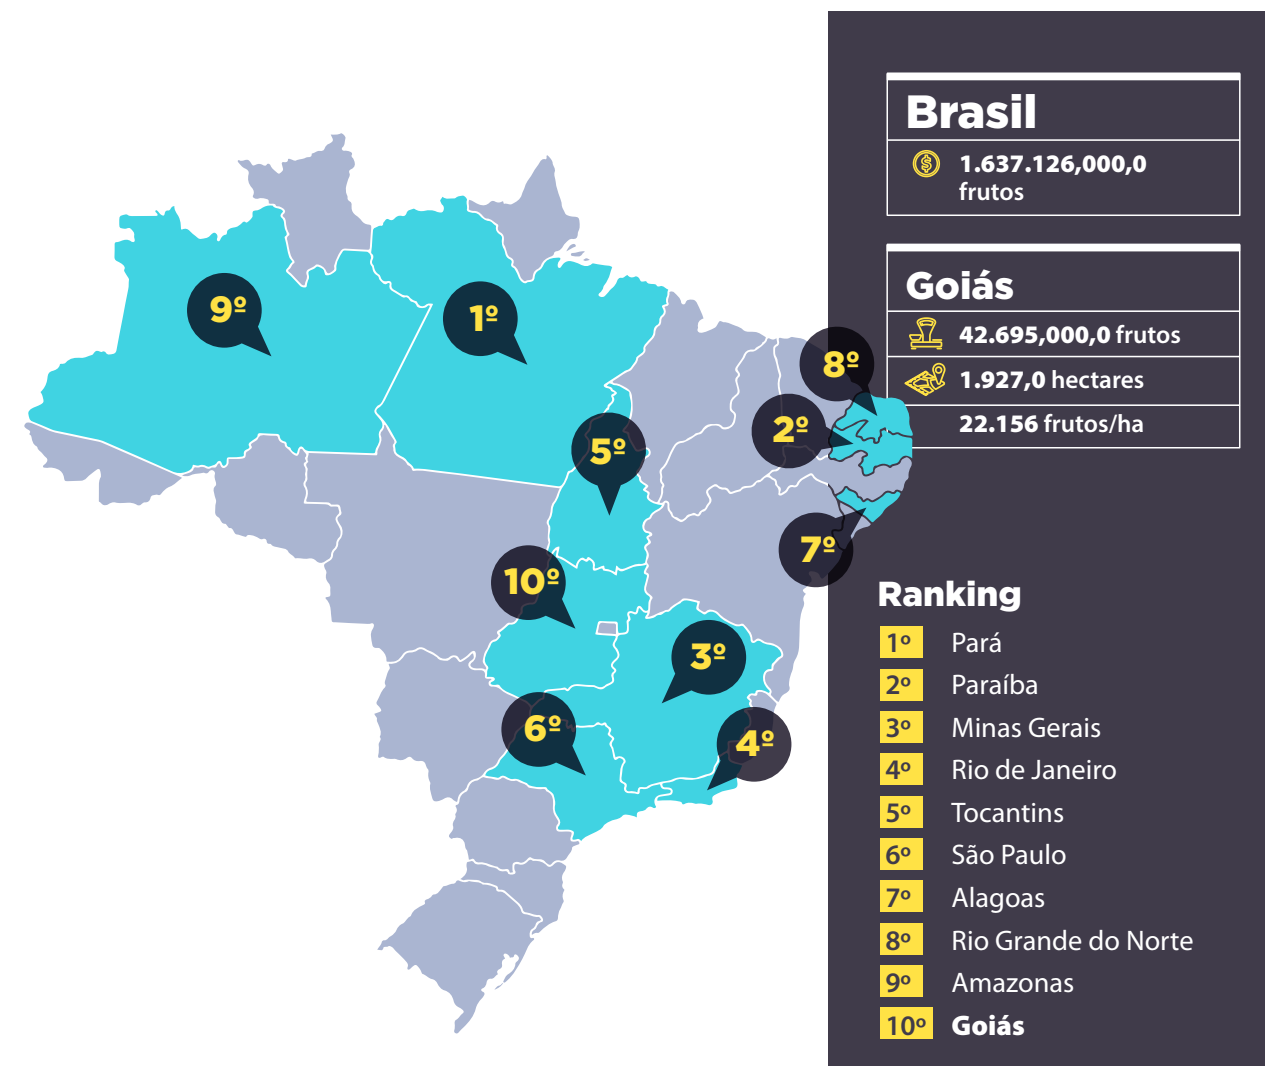 Brasil
1.637.126,000,0
frutos
Goiás
42.695,000,0 frutos
1.927,0 hectares
22.156 frutos/ha
9º
1º
8º
2º
5º
7º
10º
3º
6º
4º
Ranking
1º Pará
2º Paraíba
3º Minas Gerais
4º Rio de Janeiro
5º Tocantins
6º São Paulo
7º Alagoas
8º Rio Grande do Norte
9º Amazonas
10º Goiás